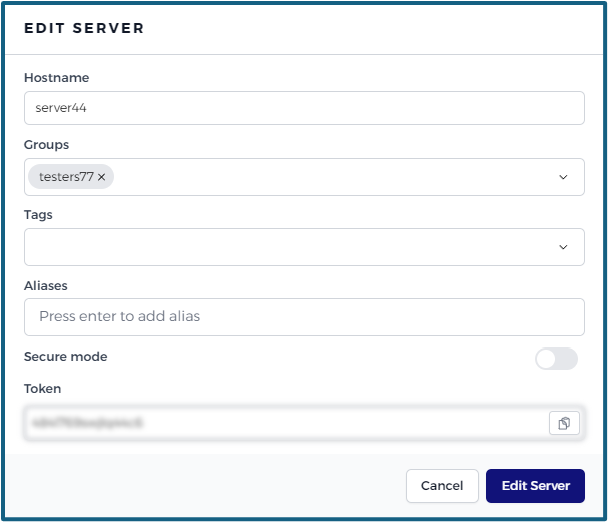 EDIT SERVER
Hostname
server44
Groups
testers77 ×
Tags
Aliases
Press enter to add alias
Secure mode
Token
Cancel Edit Server